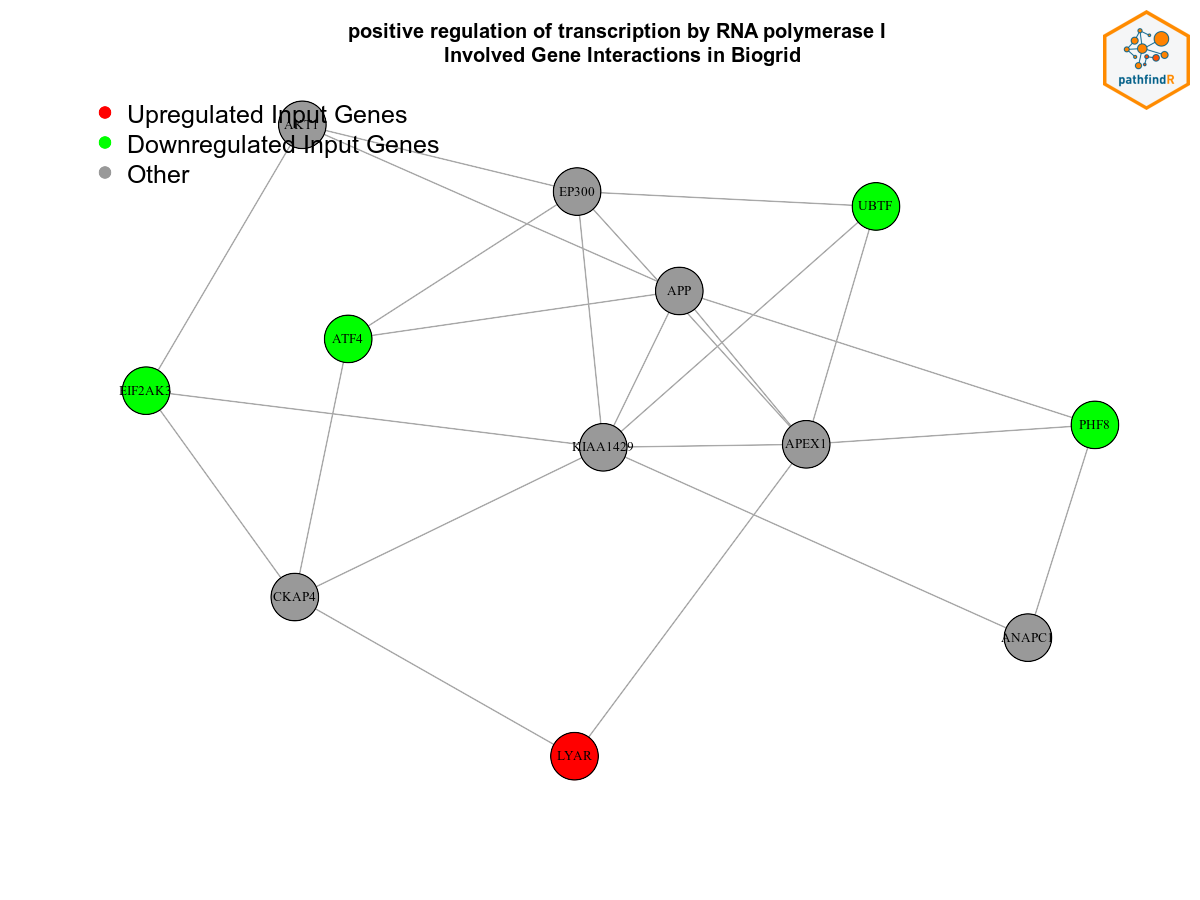 positive regulation of transcription by RNA polymerase I
Involved Gene Interactions in Biogrid
pathfindR
Upregulated Input Genes
Downregulated Input Genes
Other
AKT1
EP300
UBTF
APP
ATF4
EIF2AK3
PHF8
KIAA1429
APEX1
CKAP4
ANAPC1
LYAR